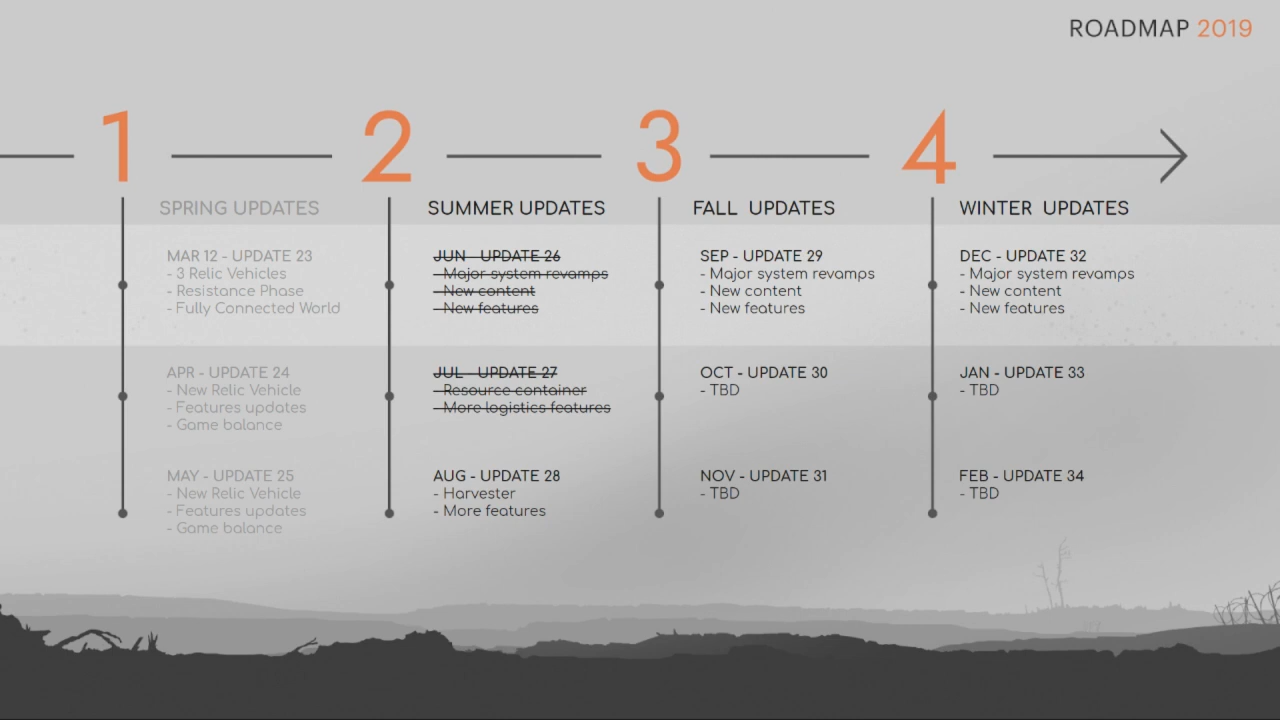 ROADMAP 2019
1
2
3
4
SPRING UPDATES
MAR 12 - UPDATE 23
- 3 Relic Vehicles
- Resistance Phase
- Fully Connected World
APR - UPDATE 24
- New Relic Vehicle
- Features updates
- Game balance
MAY - UPDATE 25
- New Relic Vehicle
- Features updates
- Game balance
SUMMER UPDATES
JUN - UPDATE 26
- Major system revamps
- New content
- New features
JUL - UPDATE 27
- Resource container
- More logistics features
AUG - UPDATE 28
- Harvester
- More features
FALL UPDATES
SEP - UPDATE 29
- Major system revamps
- New content
- New features
OCT - UPDATE 30
- TBD
NOV - UPDATE 31
- TBD
WINTER UPDATES
DEC - UPDATE 32
- Major system revamps
- New content
- New features
JAN - UPDATE 33
- TBD
FEB - UPDATE 34
- TBD